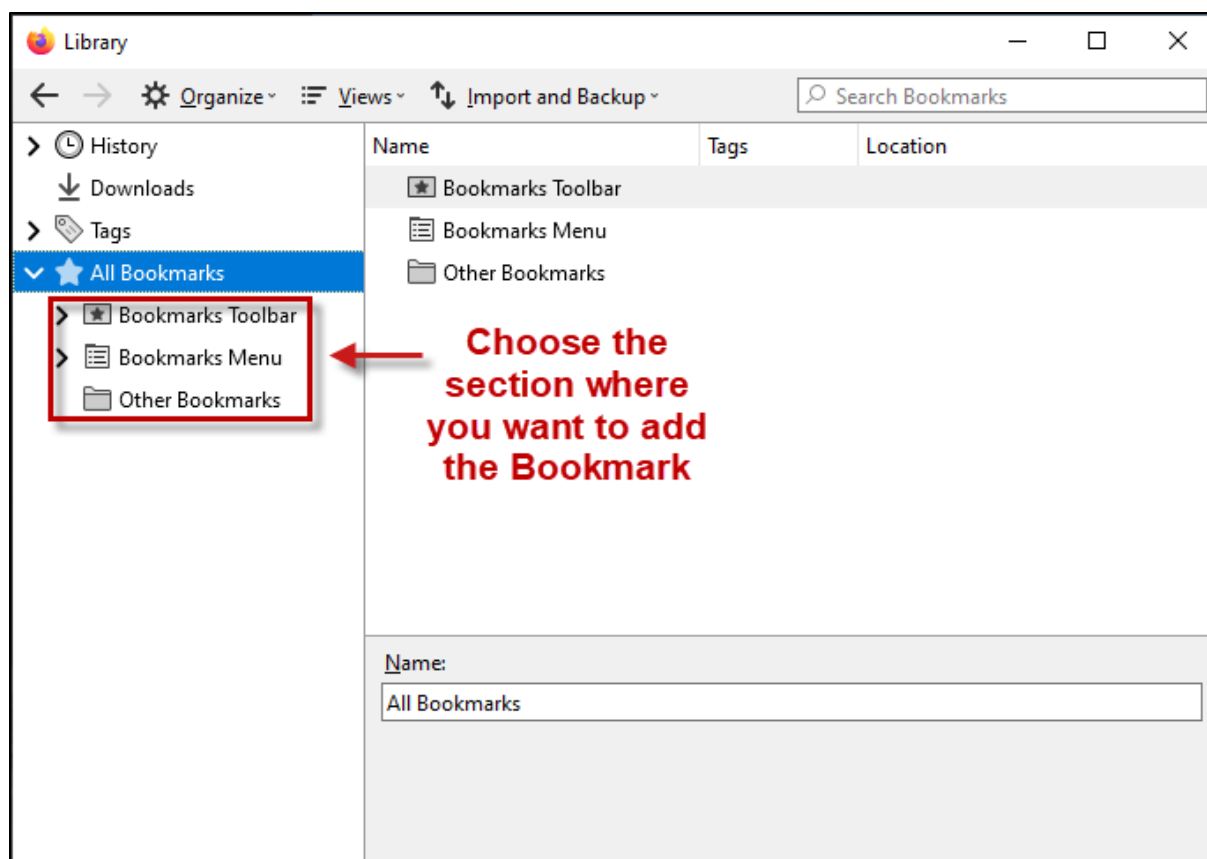 Library
Organize Views Import and Backup Search Bookmarks
History
Downloads
Tags
All Bookmarks
Bookmarks Toolbar
Bookmarks Menu
Other Bookmarks
Name Tags Location
Bookmarks Toolbar
Bookmarks Menu
Other Bookmarks
Choose the
section where
you want to add
the Bookmark
Name:
All Bookmarks